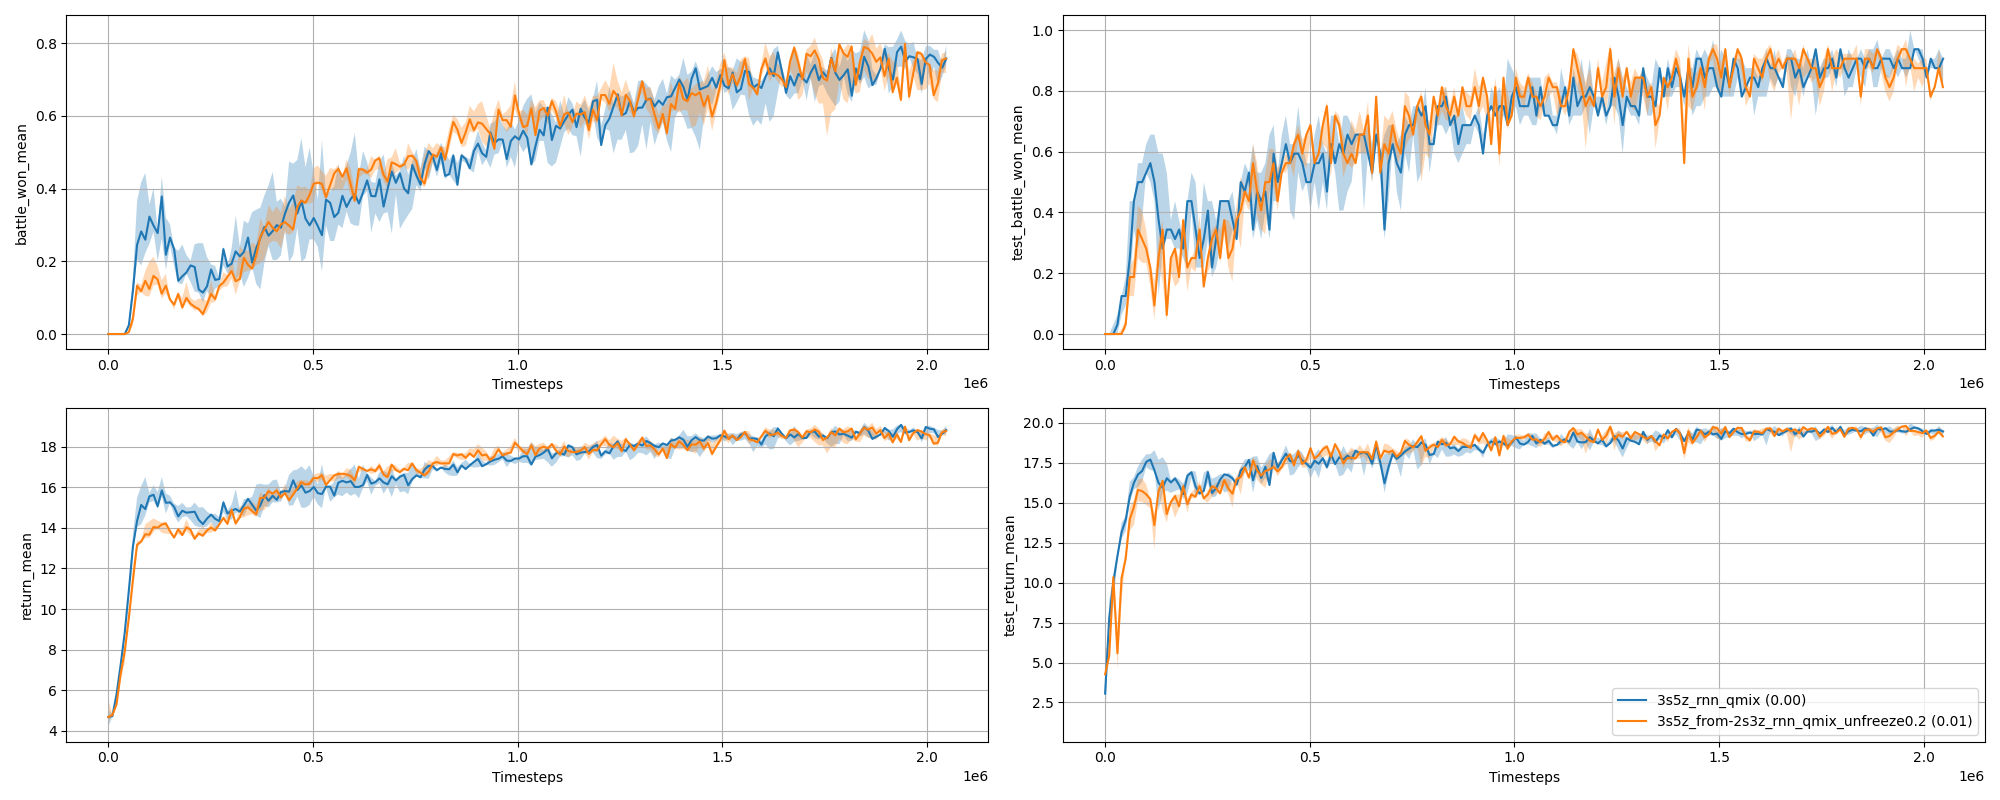 battle_won_mean
0.8
0.6
0.4
0.2
0.0
0.0 0.5 1.0 1.5 2.0
Timesteps
1e6
test_battle_won_mean
1.0
0.8
0.6
0.4
0.2
0.0
0.0 0.5 1.0 1.5 2.0
Timesteps
1e6
return_mean
18
16
14
12
10
8
6
4
0.0 0.5 1.0 1.5 2.0
Timesteps
1e6
test_return_mean
20.0
17.5
15.0
12.5
10.0
7.5
5.0
2.5
3s5z_rnn_qmix (0.00)
3s5z_from-2s3z_rnn_qmix_unfreeze0.2 (0.01)
0.0 0.5 1.0 1.5 2.0
Timesteps
1e6